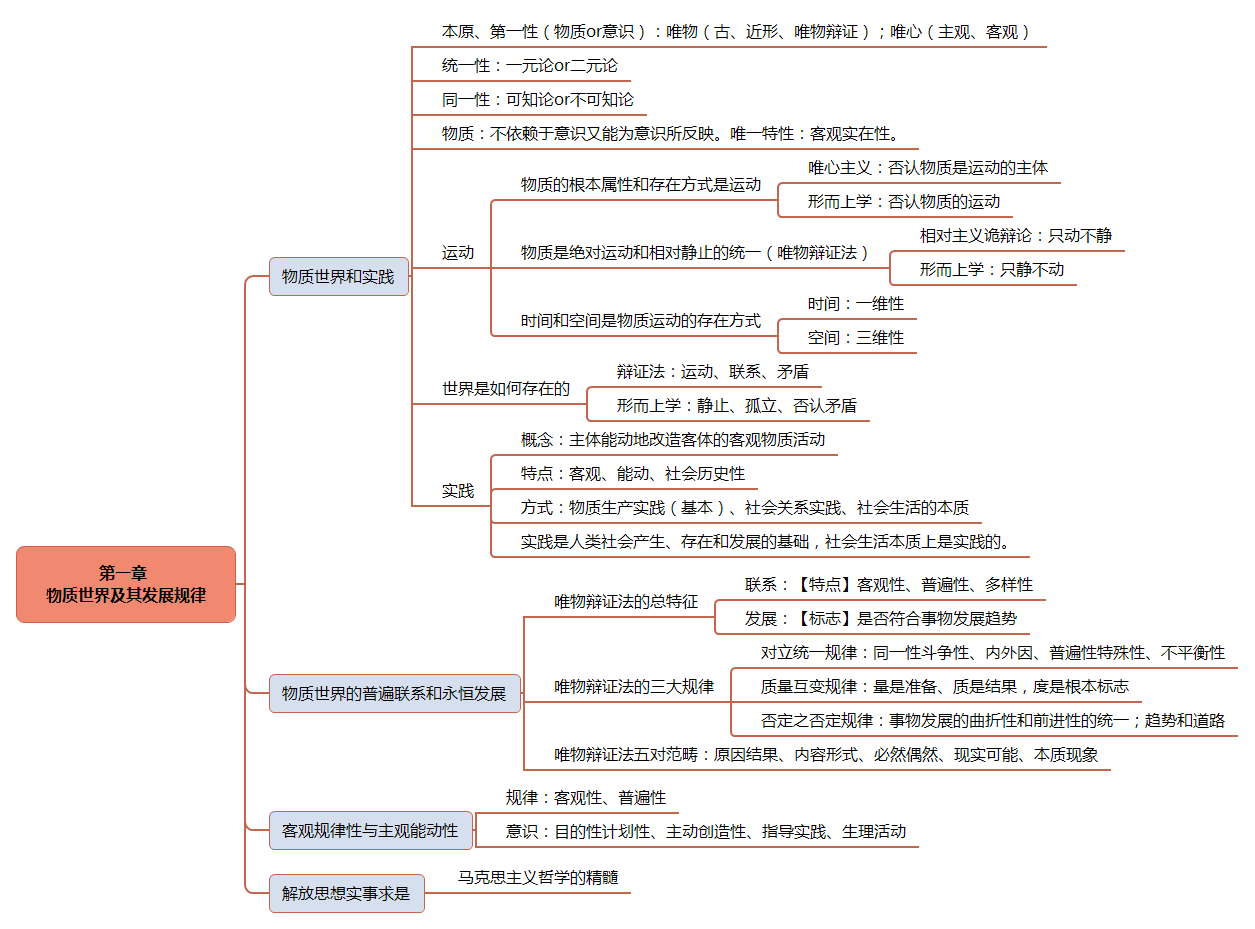 第一章
物质世界及其发展规律
物质世界和实践
本原、第一性（物质or意识）：唯物（古、近形、唯物辩证）；唯心（主观、客观）
统一性：一元论or二元论
同一性：可知论or不可知论
物质：不依赖于意识又能为意识所反映。唯一特性：客观实在性。
运动
物质的根本属性和存在方式是运动
唯心主义：否认物质是运动的主体
形而上学：否认物质的运动
物质是绝对运动和相对静止的统一（唯物辩证法）
相对主义诡辩论：只动不静
形而上学：只静不动
时间和空间是物质运动的存在方式
时间：一维性
空间：三维性
世界是如何存在的
辩证法：运动、联系、矛盾
形而上学：静止、孤立、否认矛盾
实践
概念：主体能动地改造客体的客观物质活动
特点：客观、能动、社会历史性
方式：物质生产实践（基本）、社会关系实践、社会生活的本质
实践是人类社会产生、存在和发展的基础，社会生活本质上是实践的。
物质世界的普遍联系和永恒发展
唯物辩证法的总特征
联系：【特点】客观性、普遍性、多样性
发展：【标志】是否符合事物发展趋势
唯物辩证法的三大规律
对立统一规律：同一性斗争性、内外因、普遍性特殊性、不平衡性
质量互变规律：量是准备、质是结果，度是根本标志
否定之否定规律：事物发展的曲折性和前进性的统一；趋势和道路
唯物辩证法五对范畴：原因结果、内容形式、必然偶然、现实可能、本质现象
客观规律性与主观能动性
规律：客观性、普遍性
意识：目的性计划性、主动创造性、指导实践、生理活动
解放思想实事求是
马克思主义哲学的精髓